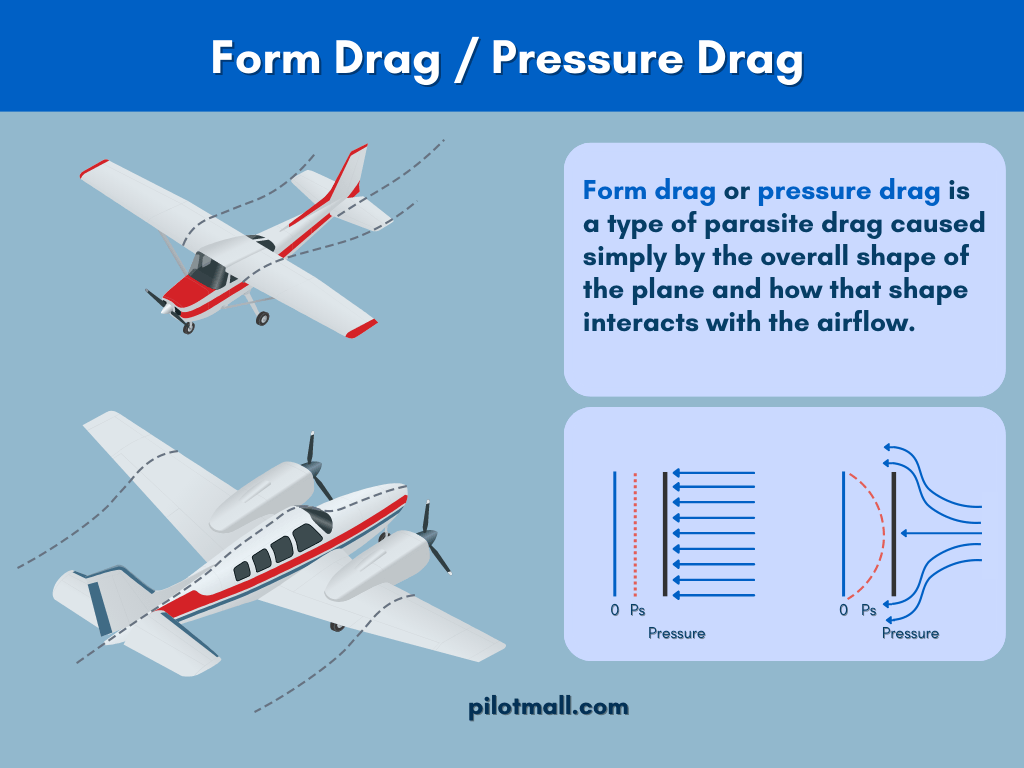 Form Drag / Pressure Drag
Form drag or pressure drag is
a type of parasite drag caused
simply by the overall shape of
the plane and how that shape
interacts with the airflow.
0 Ps
Pressure
0 Ps
Pressure
pilotmall.com